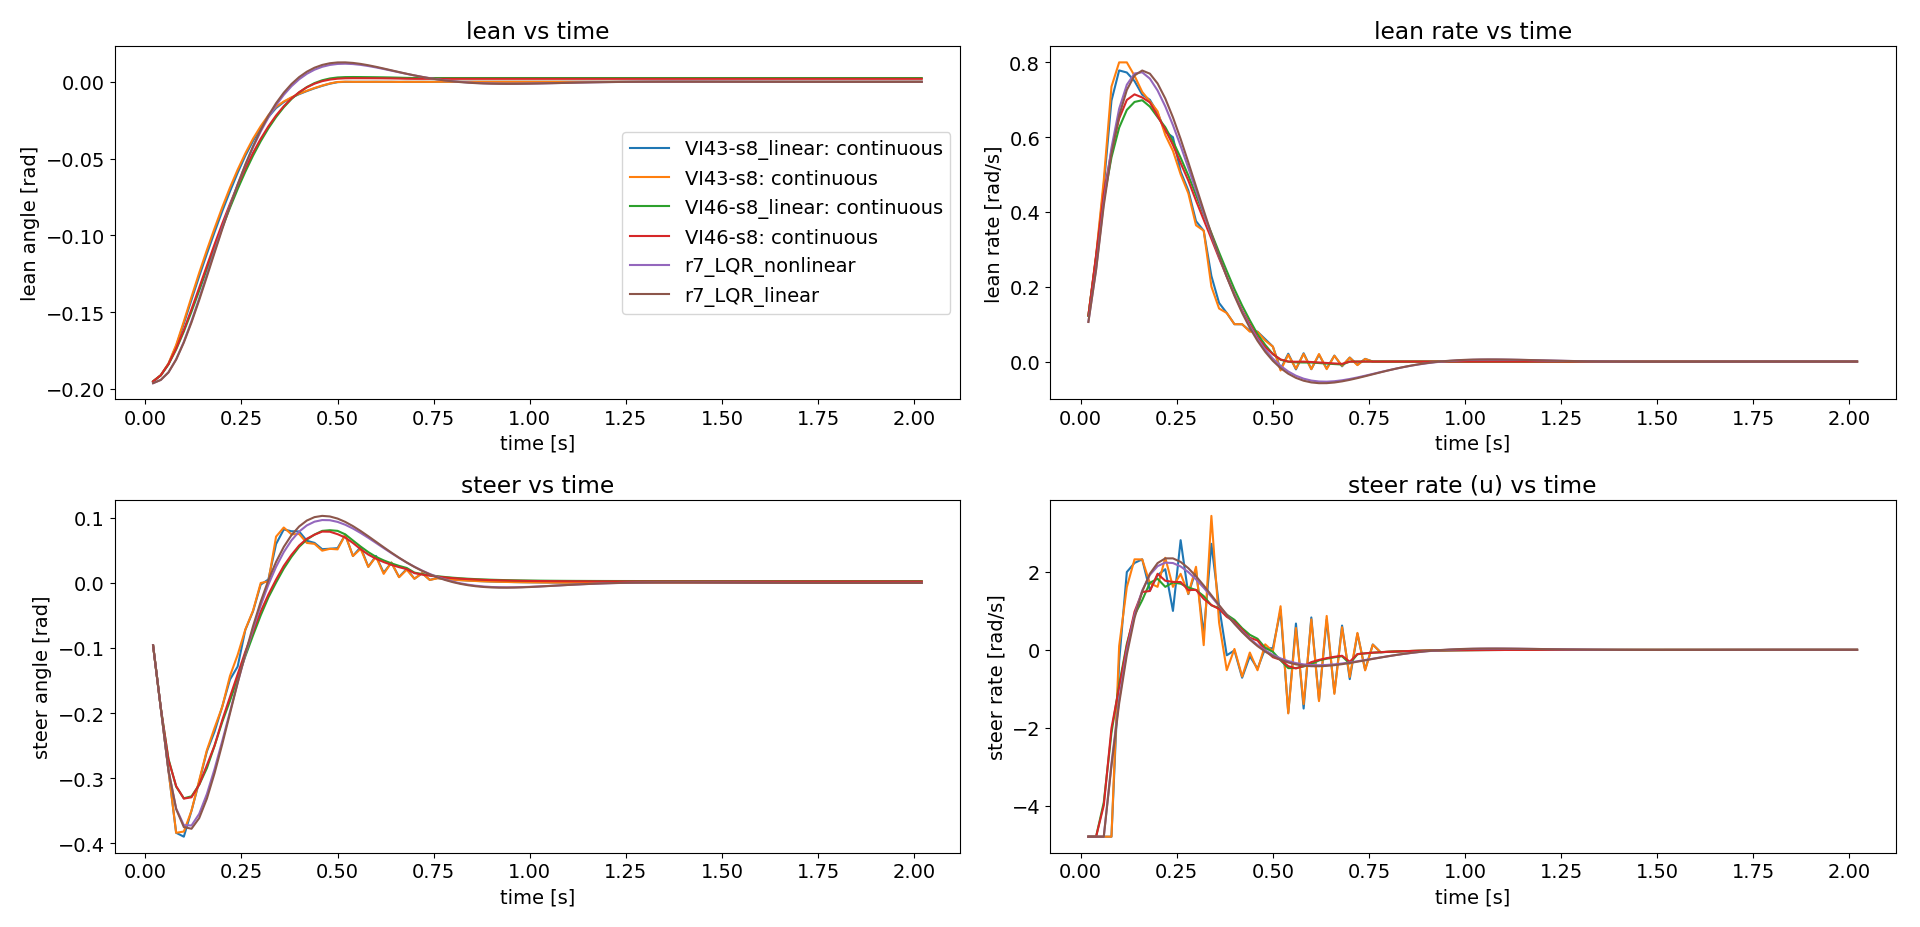 lean vs time
lean angle [rad]
0.00
−0.05
−0.10
−0.15
−0.20
VI43-s8_linear: continuous
VI43-s8: continuous
VI46-s8_linear: continuous
VI46-s8: continuous
r7_LQR_nonlinear
r7_LQR_linear
0.00 0.25 0.50 0.75 1.00 1.25 1.50 1.75 2.00
time [s]
lean rate vs time
lean rate [rad/s]
0.8
0.6
0.4
0.2
0.0
0.00 0.25 0.50 0.75 1.00 1.25 1.50 1.75 2.00
time [s]
steer vs time
steer angle [rad]
0.1
0.0
−0.1
−0.2
−0.3
−0.4
0.00 0.25 0.50 0.75 1.00 1.25 1.50 1.75 2.00
time [s]
steer rate (u) vs time
steer rate [rad/s]
2
0
−2
−4
0.00 0.25 0.50 0.75 1.00 1.25 1.50 1.75 2.00
time [s]